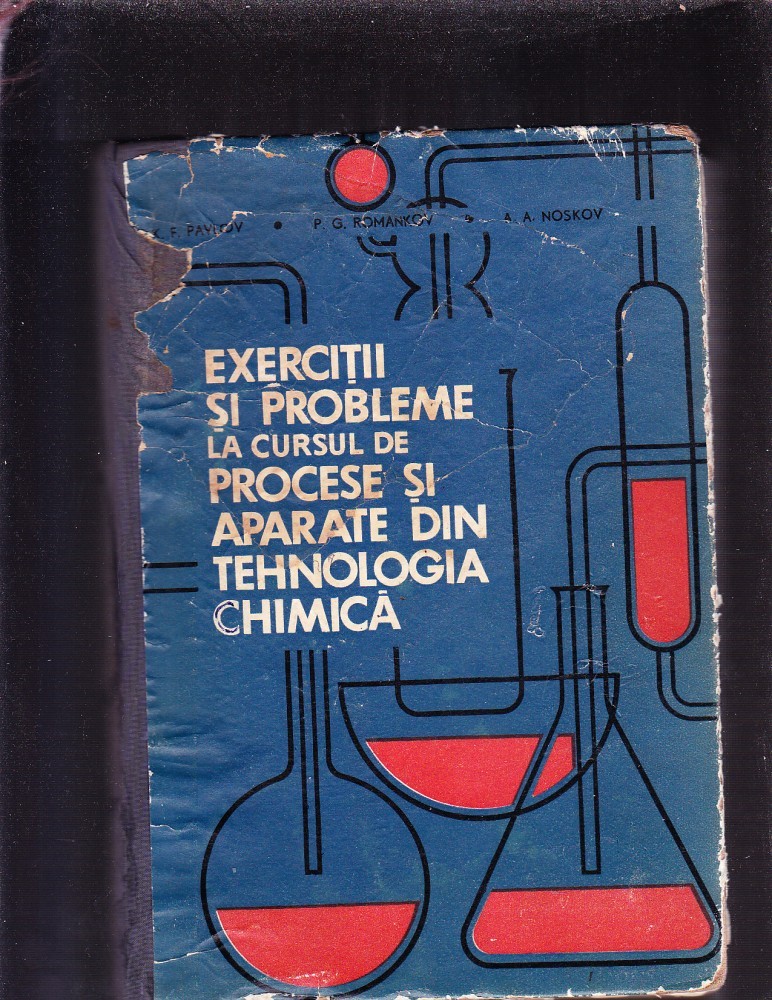 K. F. PAVLOV • P. G. ROMANKOV • A. A. NOSKOV
EXERCIȚII
ȘI PROBLEME
LA CURSUL DE
PROCESE ȘI
APARATE DIN
TEHNOLOGIA
CHIMICĂ